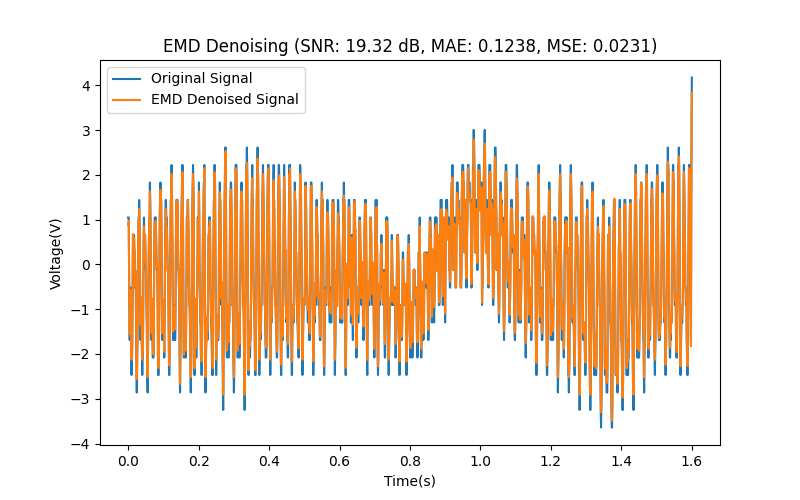 EMD Denoising (SNR: 19.32 dB, MAE: 0.1238, MSE: 0.0231)
Original Signal
EMD Denoised Signal
4
3
2
1
0
−1
−2
−3
−4
Voltage(V)
0.0 0.2 0.4 0.6 0.8 1.0 1.2 1.4 1.6
Time(s)